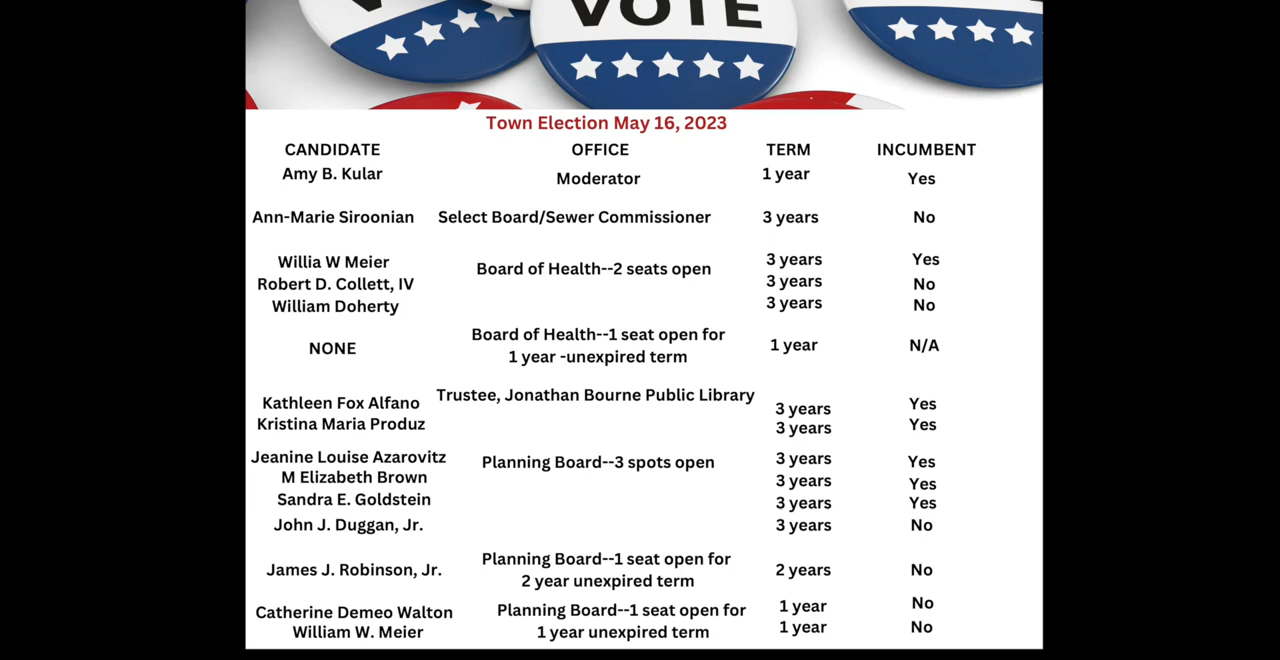 VOTE
Town Election May 16, 2023
CANDIDATE OFFICE TERM INCUMBENT
Amy B. Kular Moderator 1 year Yes
Ann-Marie Siroonian Select Board/Sewer Commissioner 3 years No
Willia W Meier Board of Health--2 seats open 3 years Yes
Robert D. Collett, IV 3 years No
William Doherty 3 years No
NONE Board of Health--1 seat open for 1 year N/A
1 year -unexpired term
Trustee, Jonathan Bourne Public Library
Kathleen Fox Alfano 3 years Yes
Kristina Maria Produz 3 years Yes
Jeanine Louise Azarovitz Planning Board--3 spots open 3 years Yes
M Elizabeth Brown 3 years Yes
Sandra E. Goldstein 3 years Yes
John J. Duggan, Jr. 3 years No
James J. Robinson, Jr. Planning Board--1 seat open for 2 years No
2 year unexpired term
Catherine Demeo Walton Planning Board--1 seat open for 1 year No
William W. Meier 1 year unexpired term 1 year No